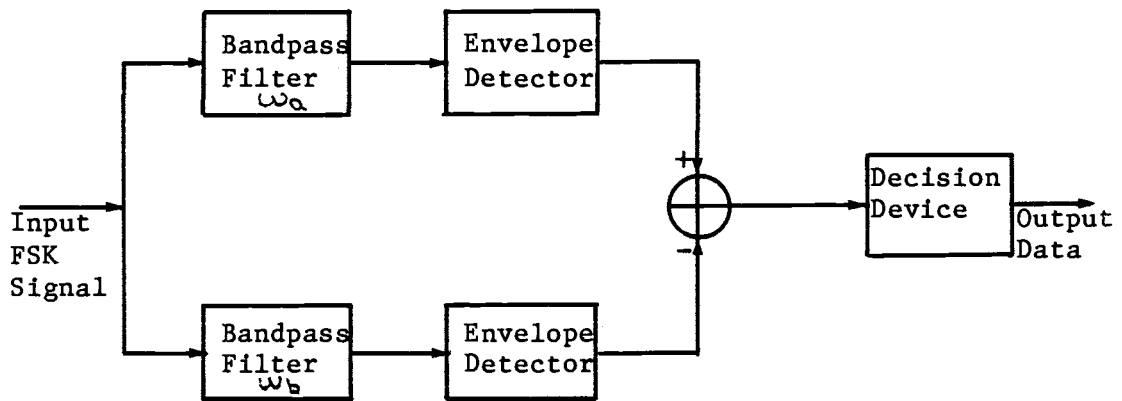 Bandpass
Filter
ωa
Envelope
Detector
+
Decision
Device
Input
FSK
Signal
Output
Data
-
Bandpass
Filter
ωb
Envelope
Detector